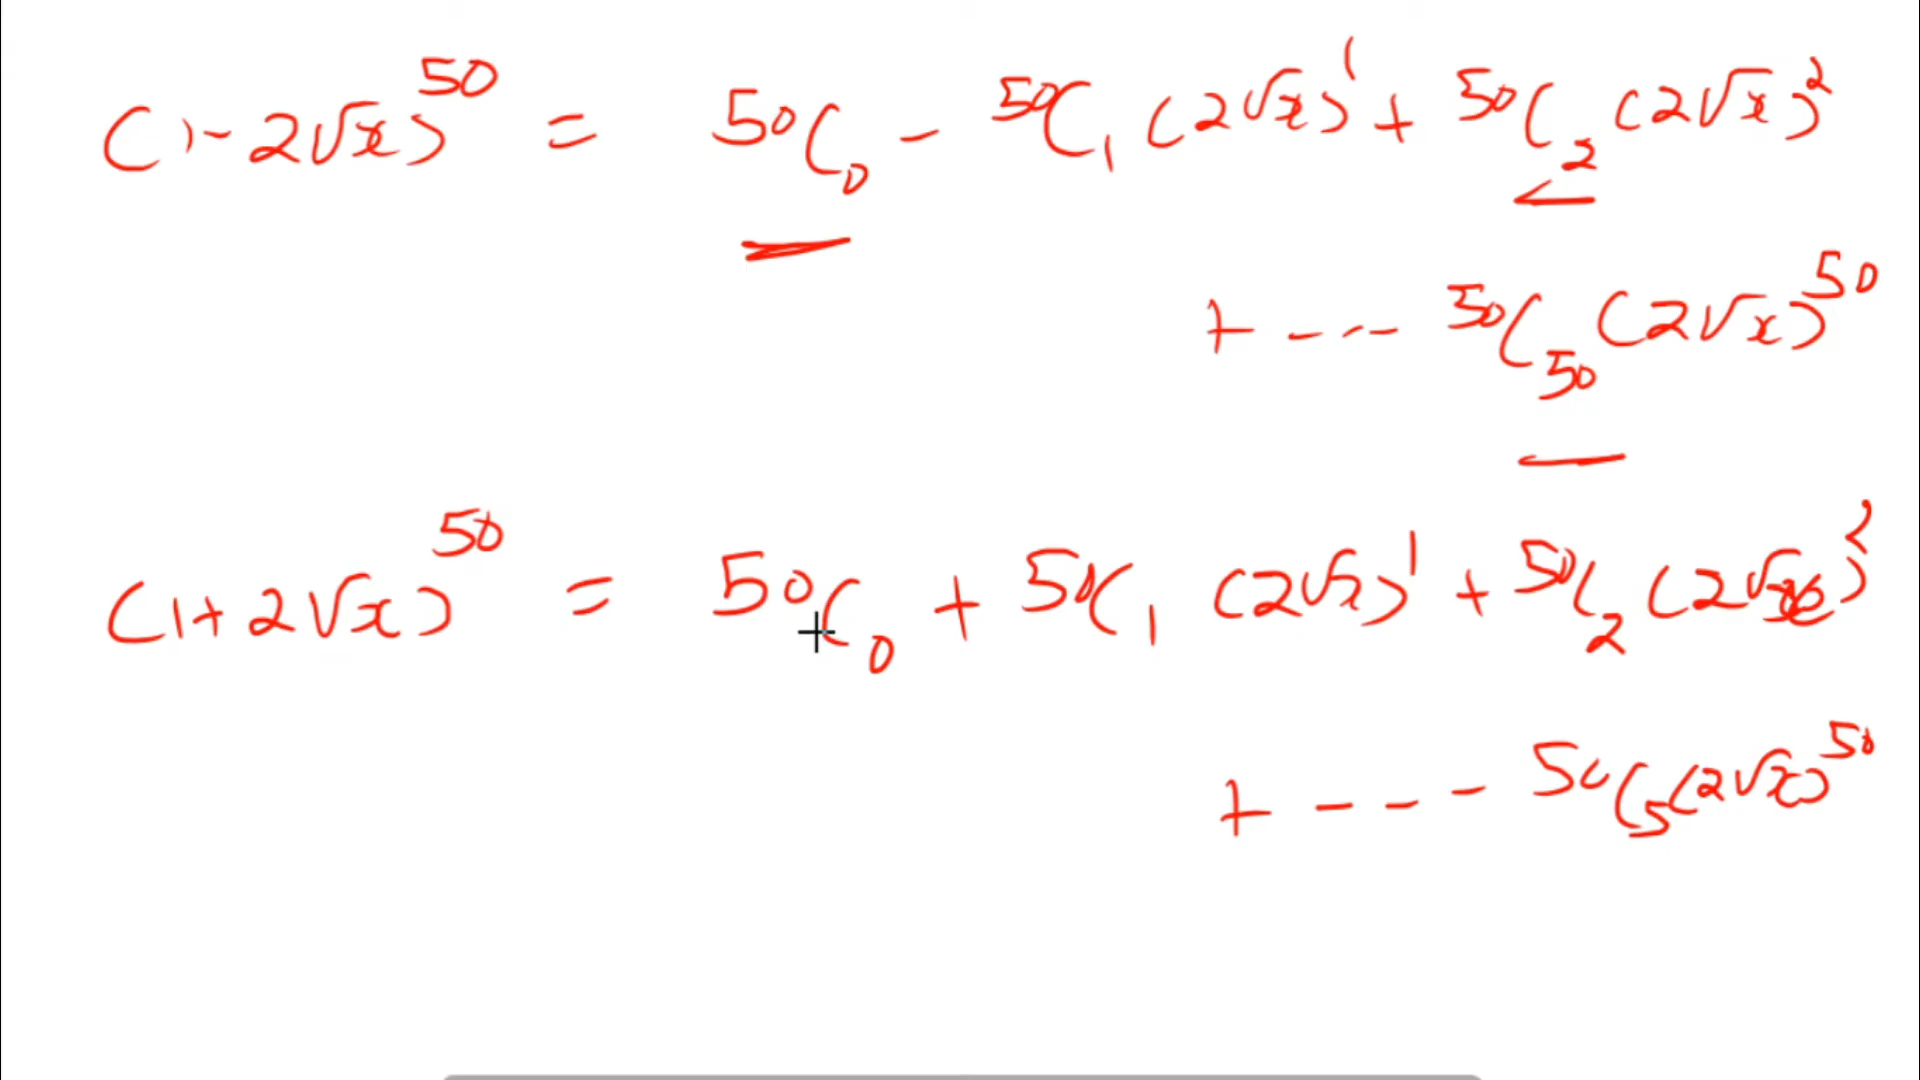 (1-2√x)^50 = 50C₀ - 50C₁ (2√x)^1 + 50C₂ (2√x)^2
+ --- 50C₅₀ (2√x)^50
(1+2√x)^50 = 50C₀ + 50C₁ (2√x)^1 + 50C₂ (2√x)^2
+ --- 50C₅ (2√x)^50